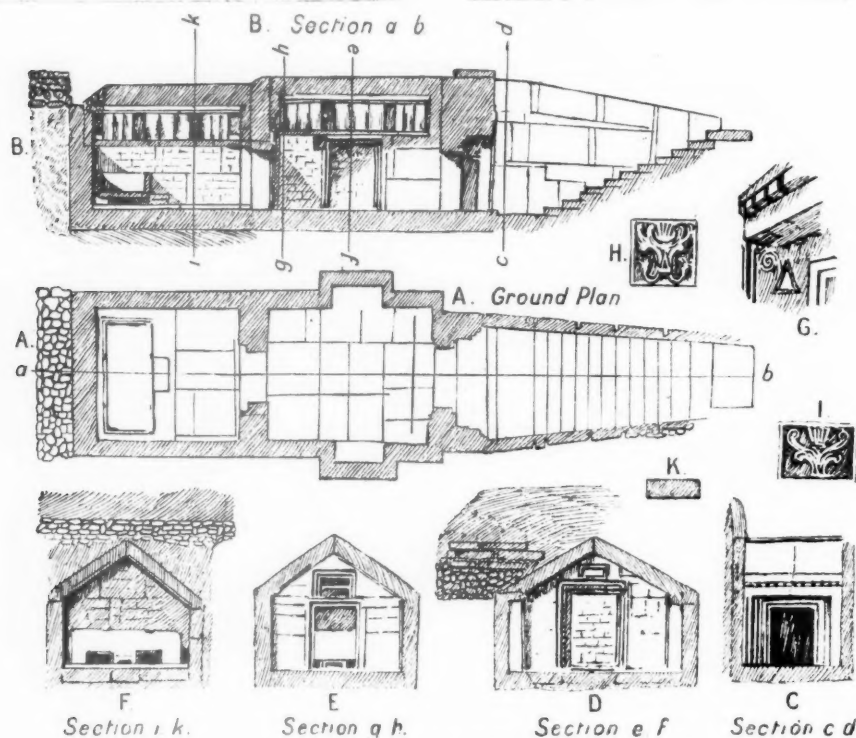 B. Section a b
k
h
e
d
B.
ı
g
f
c
H.
G.
A. Ground Plan
A.
a
b
I
K.
F
E
D
C
Section ı. k.
Section g h.
Section e f
Section c d